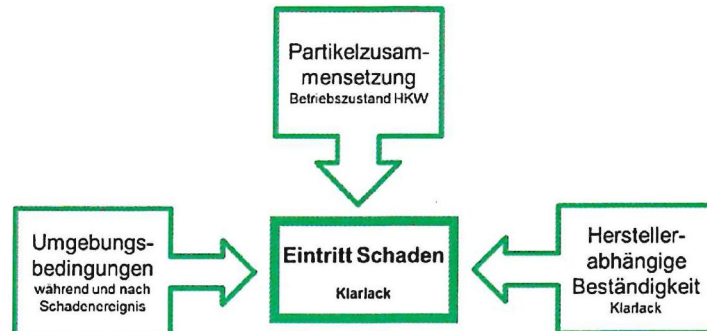 Partikelzusam-
mensetzung
Betriebszustand HKW
Umgebungs-
bedingungen
während und nach
Schadenereignis
Eintritt Schaden
Klarlack
Hersteller-
abhängige
Beständigkeit
Klarlack